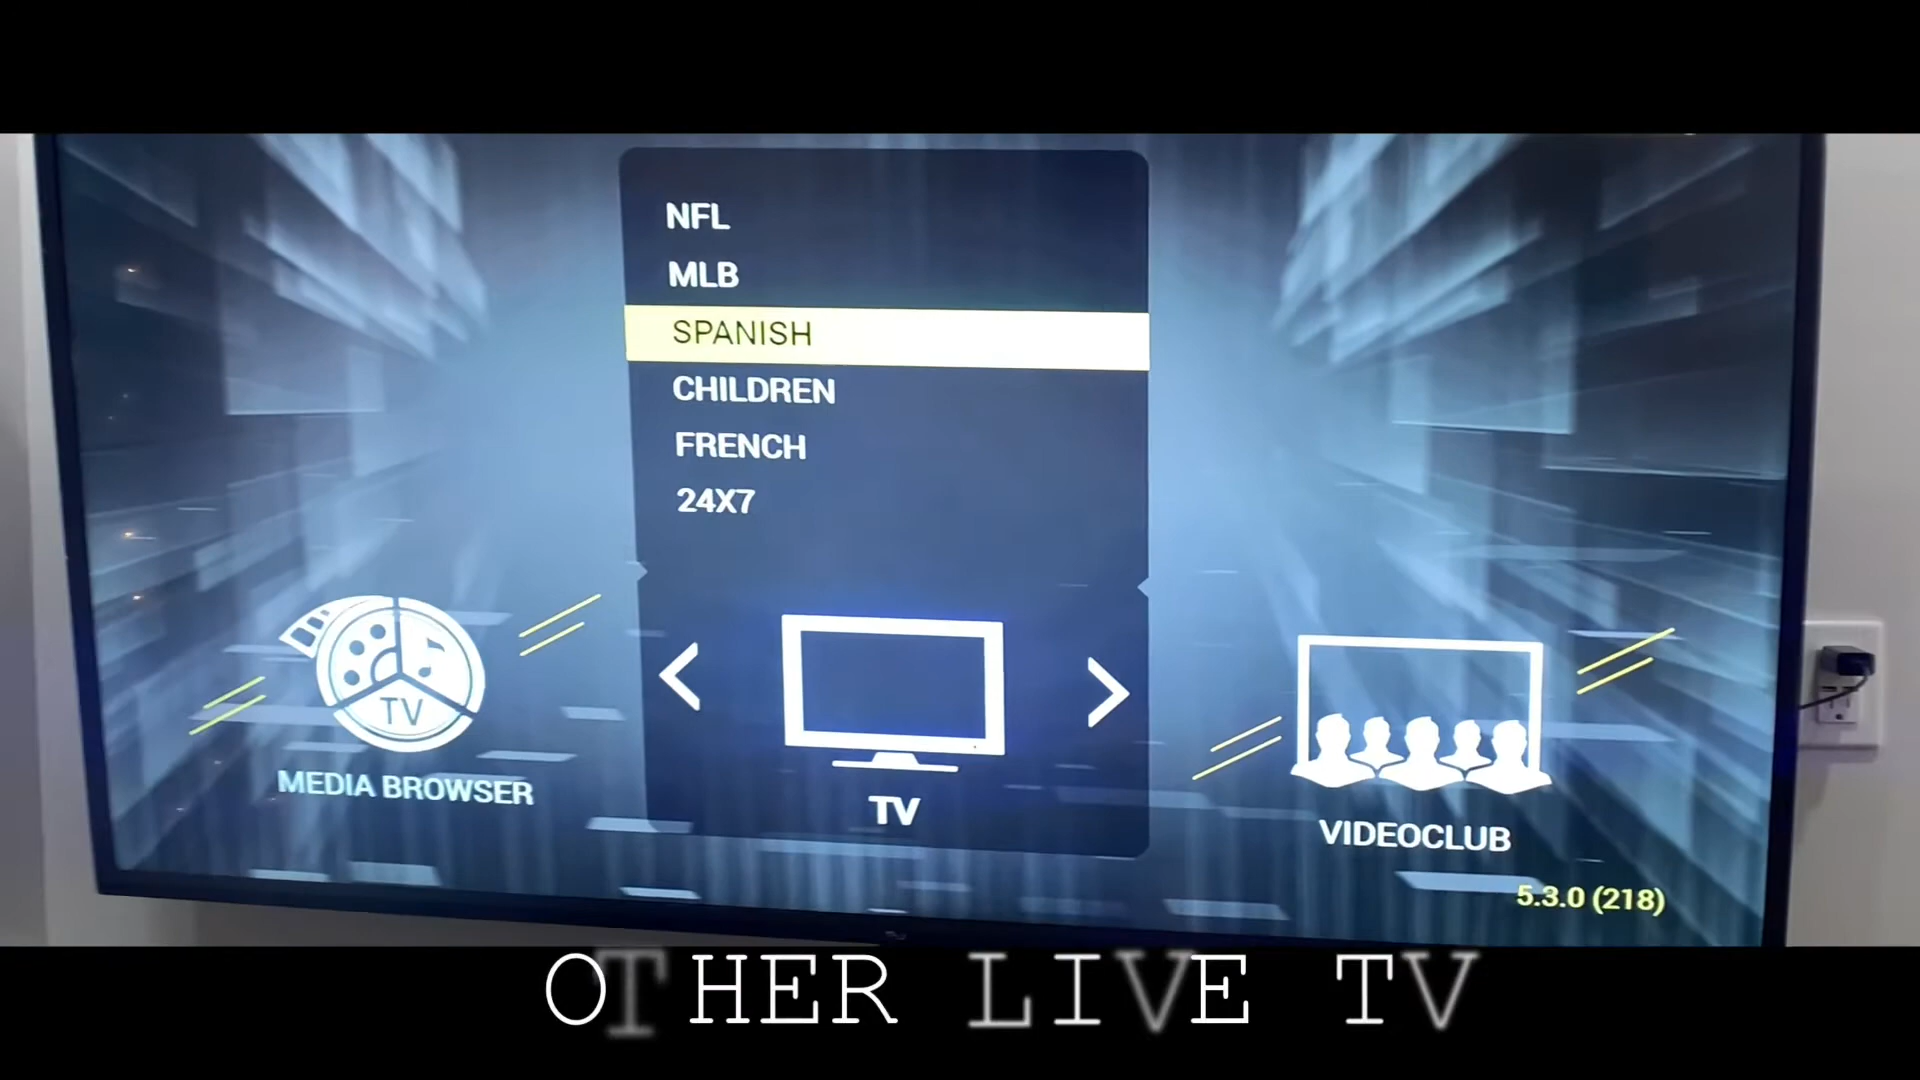 NFL
MLB
SPANISH
CHILDREN
FRENCH
24X7
TV
MEDIA BROWSER
TV
VIDEOCLUB
5.3.0 (218)
OTHER LIVE TV